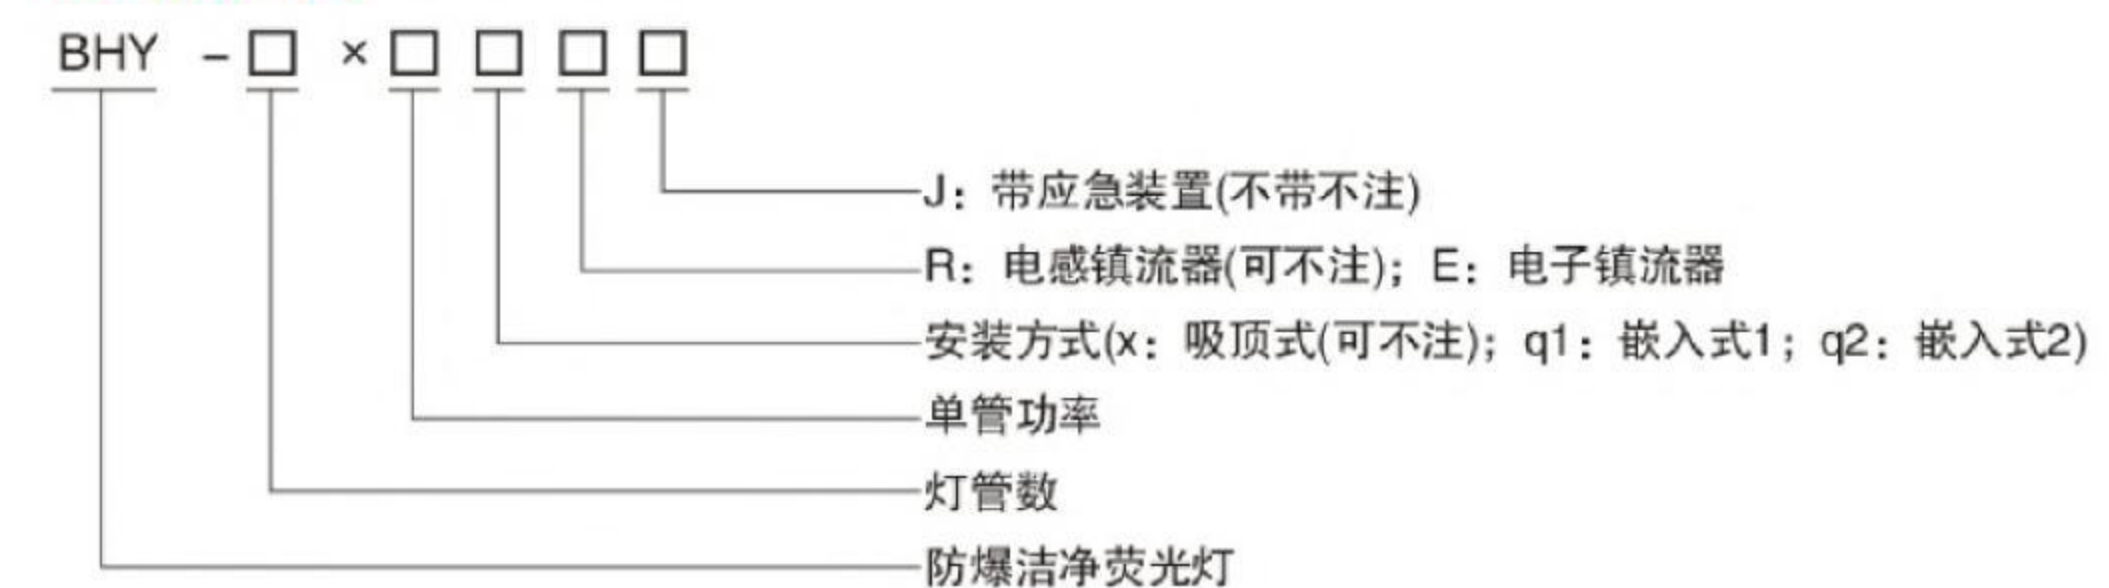 BHY -□ ×□ □ □ □
J：带应急装置(不带不注)
R：电感镇流器(可不注)；E：电子镇流器
安装方式(x：吸顶式(可不注)；q1：嵌入式1；q2：嵌入式2)
单管功率
灯管数
防爆洁净荧光灯